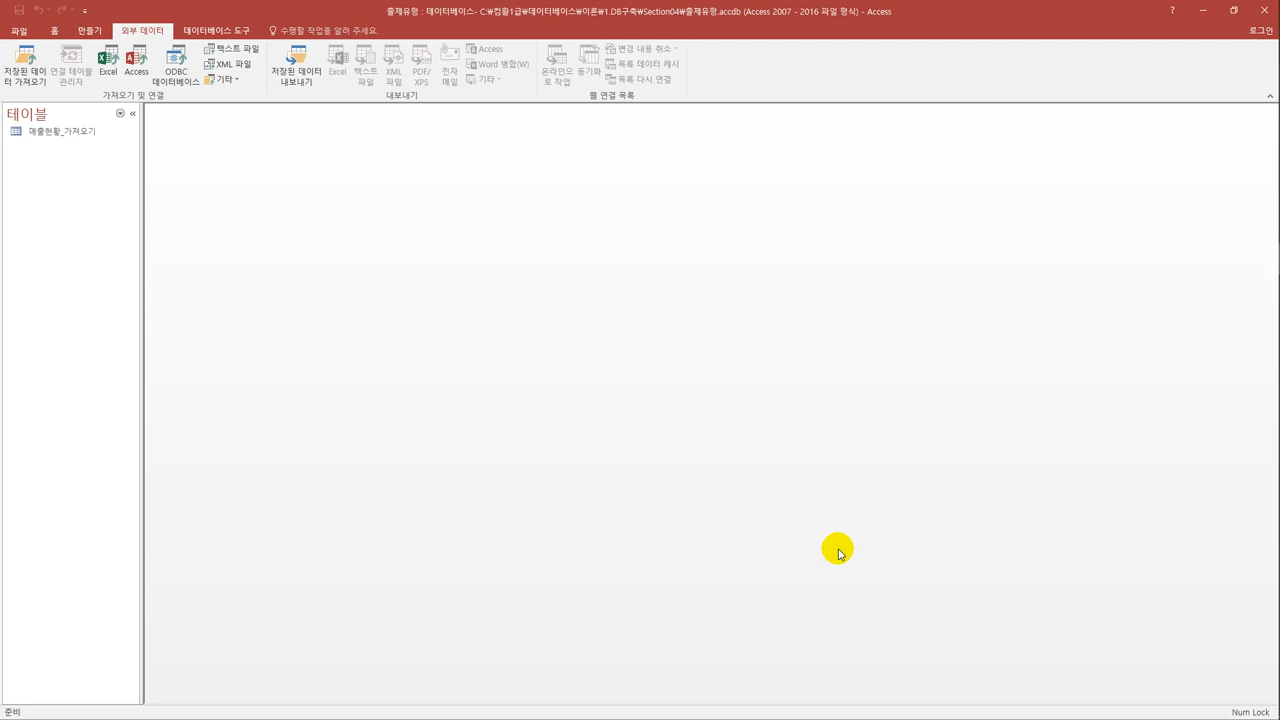 출제유형 : 데이터베이스- C:₩컴활1급₩데이터베이스₩이론₩1.DB구축₩Section04₩출제유형.accdb (Access 2007 - 2016 파일 형식) - Access
파일 홈 만들기 외부 데이터 데이터베이스 도구 수행할 작업을 알려 주세요. 로그인
저장된 데이터 가져오기
연결 테이블 관리자
Excel
Access
ODBC 데이터베이스
텍스트 파일
XML 파일
기타
가져오기 및 연결
저장된 데이터 내보내기
Excel
텍스트 파일
XML 파일
PDF/XPS
전자 메일
Access
Word 병합(W)
기타
내보내기
온라인으로 작업
동기화
변경 내용 취소
목록 데이터 캐시
목록 다시 연결
웹 연결 목록
테이블
매출현황_가져오기
준비
Num Lock